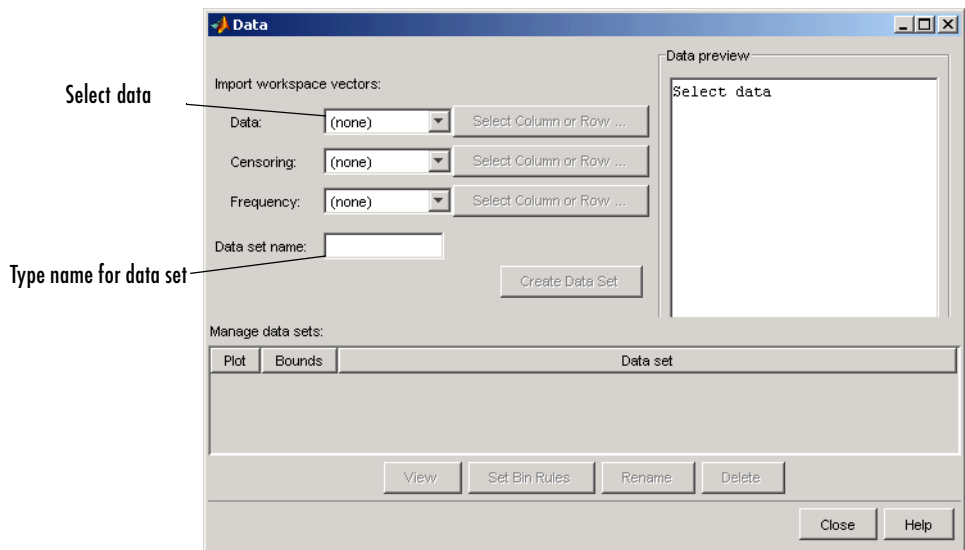 Data
Data preview
Import workspace vectors:
Select data
Select data
Data: (none) Select Column or Row ...
Censoring: (none) Select Column or Row ...
Frequency: (none) Select Column or Row ...
Data set name:
Type name for data set
Create Data Set
Manage data sets:
Plot Bounds Data set
View Set Bin Rules Rename Delete
Close Help